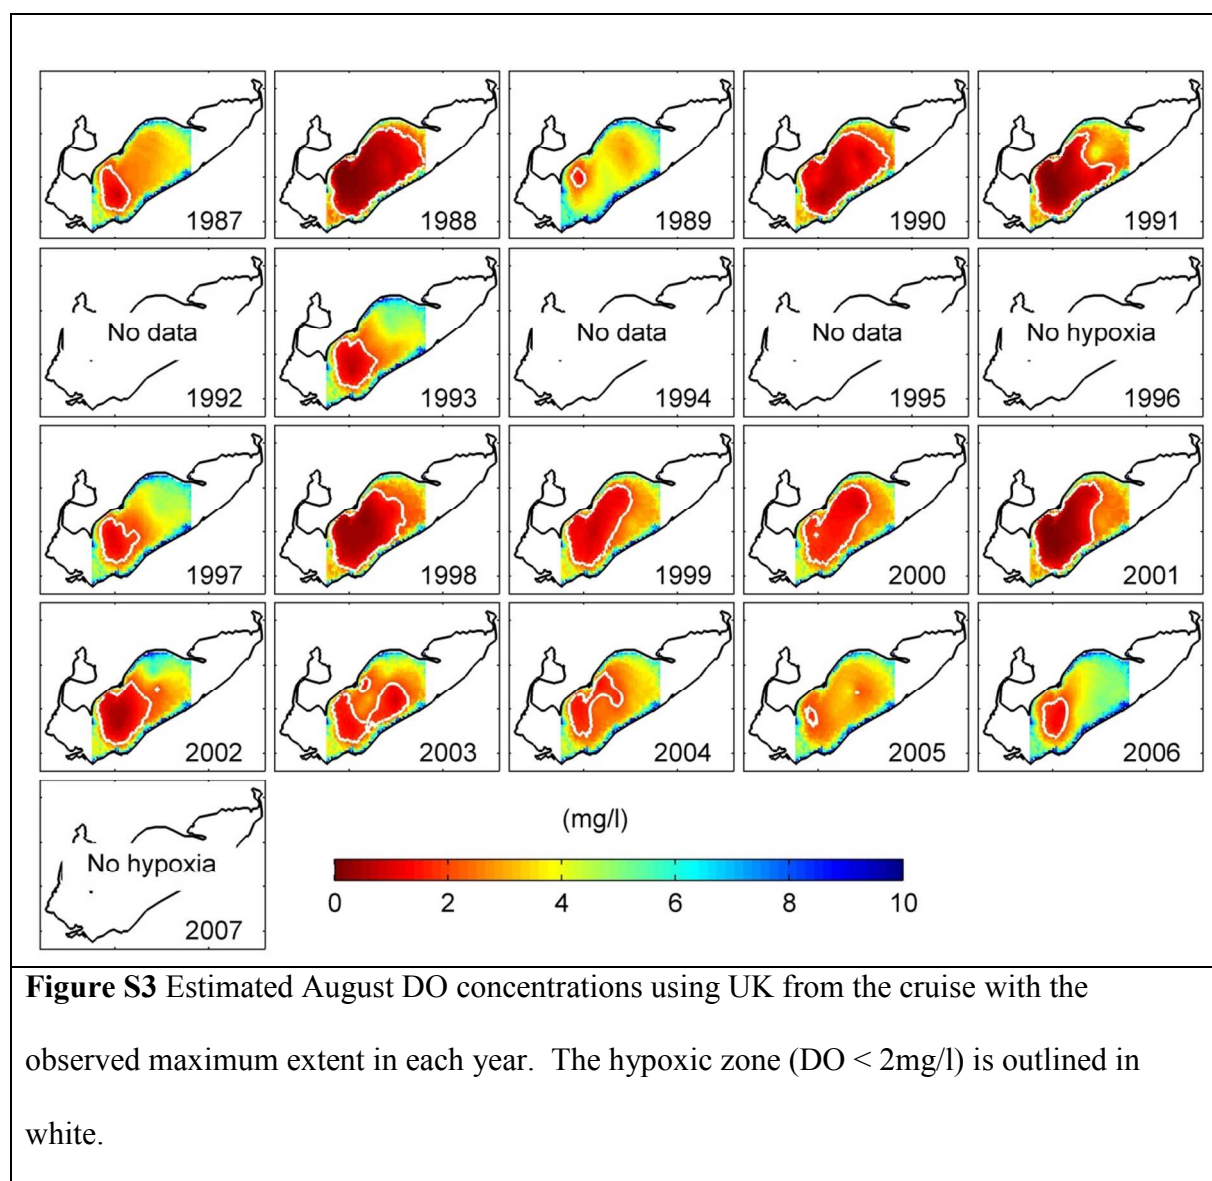 1987
1988
1989
1990
1991
No data
1992
1993
No data
1994
No data
1995
No hypoxia
1996
1997
1998
1999
2000
2001
2002
2003
2004
2005
2006
No hypoxia
2007
(mg/l)
0 2 4 6 8 10
Figure S3 Estimated August DO concentrations using UK from the cruise with the
observed maximum extent in each year.  The hypoxic zone (DO < 2mg/l) is outlined in
white.